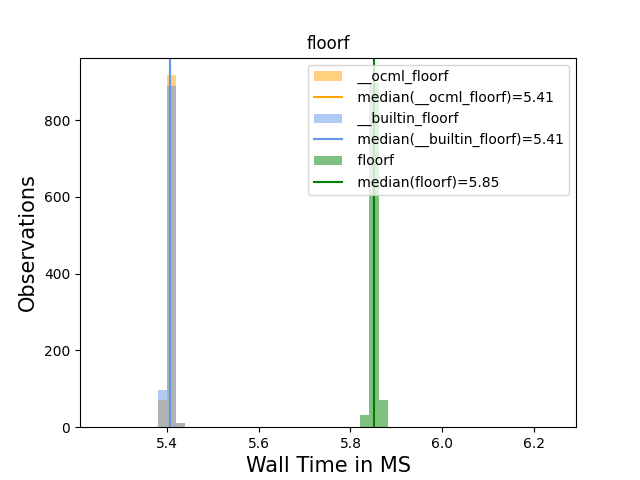 floorf
__ocml_floorf
median(__ocml_floorf)=5.41
__builtin_floorf
median(__builtin_floorf)=5.41
floorf
median(floorf)=5.85
Observations
800
600
400
200
0
5.4 5.6 5.8 6.0 6.2
Wall Time in MS